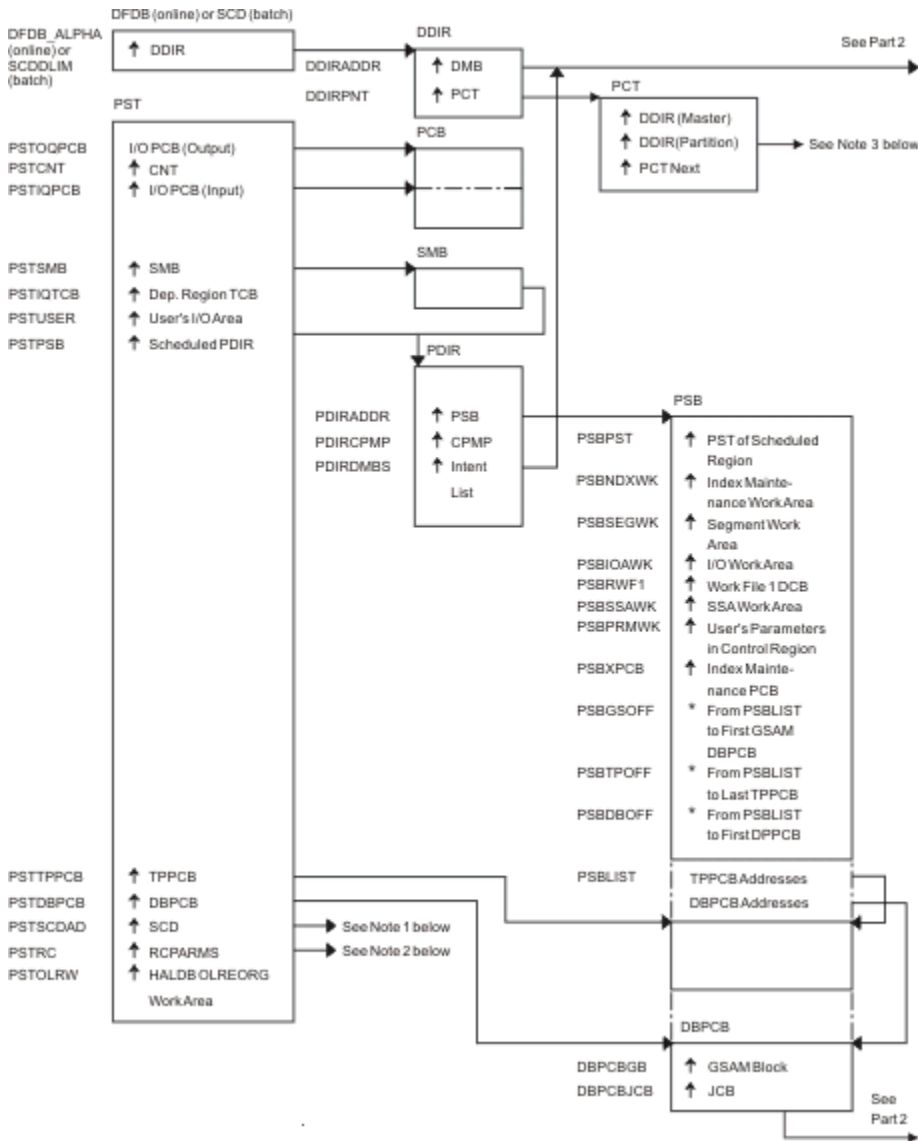 DFDB (online) or SCD (batch)
DFDB_ALPHA
(online) or
SCDDLIM
(batch)
↑ DDIR
DDIR
DDIRADDR ↑ DMB
DDIRPNT ↑ PCT
See Part 2
PCT
↑ DDIR (Master)
↑ DDIR (Partition)
↑ PCT Next
See Note 3 below
PST
PSTOQPCB I/O PCB (Output)
PSTCNT ↑ CNT
PSTIQPCB ↑ I/O PCB (Input)
PCB
PSTSMB ↑ SMB
PSTIQTCB ↑ Dep. Region TCB
PSTUSER ↑ User's I/O Area
PSTPSB ↑ Scheduled PDIR
SMB
PDIR
PDIRADDR ↑ PSB
PDIRCPMP ↑ CPMP
PDIRDMBS ↑ Intent
List
PSB
PSBPST ↑ PST of Scheduled
Region
PSBNDXWK ↑ Index Mainte-
nance Work Area
PSBSEGWK ↑ Segment Work
Area
PSBIOAWK ↑ I/O Work Area
PSBRWF1 ↑ Work File 1 DCB
PSBSSAWK ↑ SSA Work Area
PSBPRMWK ↑ User's Parameters
in Control Region
PSBXPCB ↑ Index Mainte-
nance PCB
PSBGSOFF * From PSBLIST
to First GSAM
DBPCB
PSBTPOFF * From PSBLIST
to Last TPPCB
PSBDBOFF * From PSBLIST
to First DPPCB
PSBLIST TPPCB Addresses
DBPCB Addresses
PSTTPPCB ↑ TPPCB
PSTDBPCB ↑ DBPCB
PSTSCDAD ↑ SCD See Note 1 below
PSTRC ↑ RCPARMS See Note 2 below
PSTOLRW ↑ HALDB OLREORG
Work Area
DBPCB
DBPCBGB ↑ GSAM Block
DBPCBJCB ↑ JCB
See
Part 2